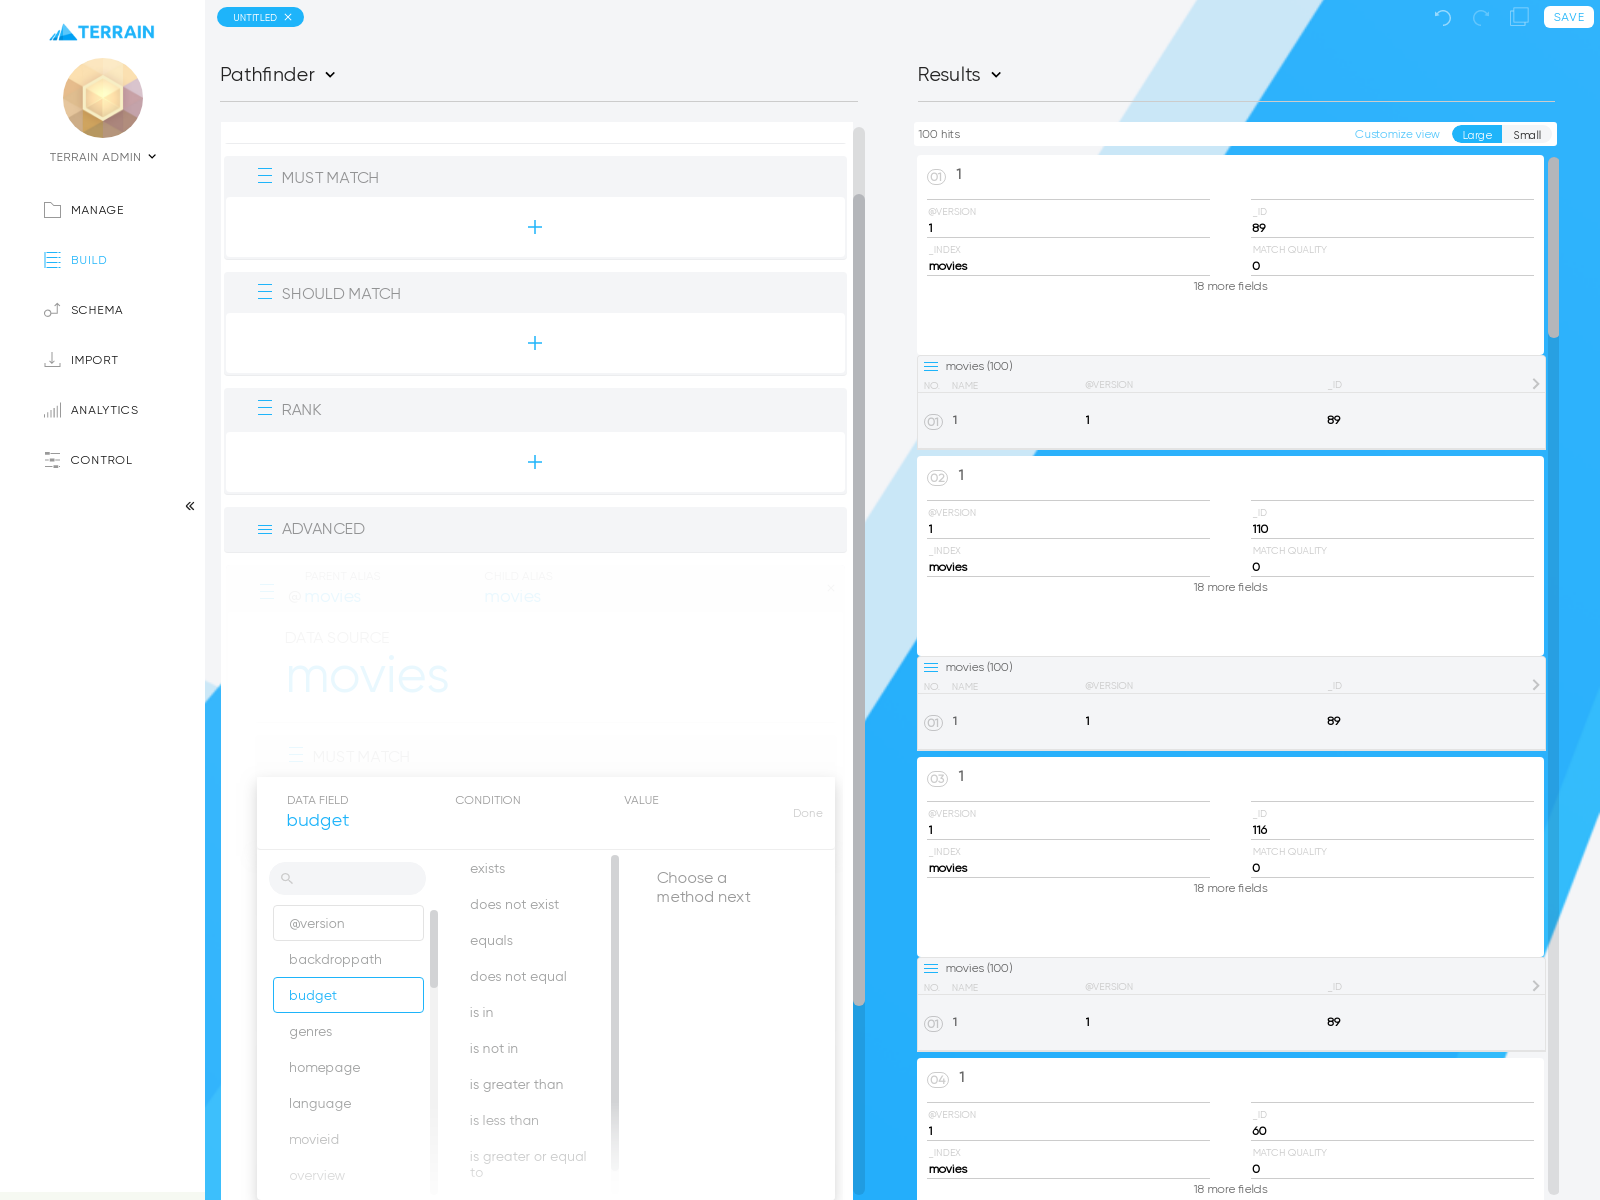 TERRAIN
TERRAIN ADMIN
MANAGE
BUILD
SCHEMA
IMPORT
ANALYTICS
CONTROL
UNTITLED
SAVE
Pathfinder
MUST MATCH
SHOULD MATCH
RANK
ADVANCED
PARENT ALIAS
CHILD ALIAS
@ movies
movies
DATA SOURCE
movies
MUST MATCH
DATA FIELD
CONDITION
VALUE
budget
Done
@version
backdroppath
budget
genres
homepage
language
movieid
overview
exists
does not exist
equals
does not equal
is in
is not in
is greater than
is less than
is greater or equal
to
Choose a
method next
Results
100 hits
Customize view
Large
Small
01 1
@VERSION
_ID
1
89
_INDEX
MATCH QUALITY
movies
0
18 more fields
movies (100)
NO. NAME @VERSION _ID
01 1 1 89
02 1
@VERSION
_ID
1
110
_INDEX
MATCH QUALITY
movies
0
18 more fields
movies (100)
NO. NAME @VERSION _ID
01 1 1 89
03 1
@VERSION
_ID
1
116
_INDEX
MATCH QUALITY
movies
0
18 more fields
movies (100)
NO. NAME @VERSION _ID
01 1 1 89
04 1
@VERSION
_ID
1
60
_INDEX
MATCH QUALITY
movies
0
18 more fields